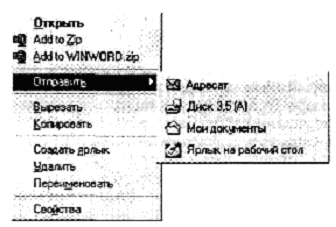 Открыть
Add to Zip
Add to WINWORD.zip
Отправить
Вырезать
Копировать
Создать ярлык
Удалить
Переименовать
Свойства
Адресат
Диск 3,5 (A)
Мои документы
Ярлык на рабочий стол